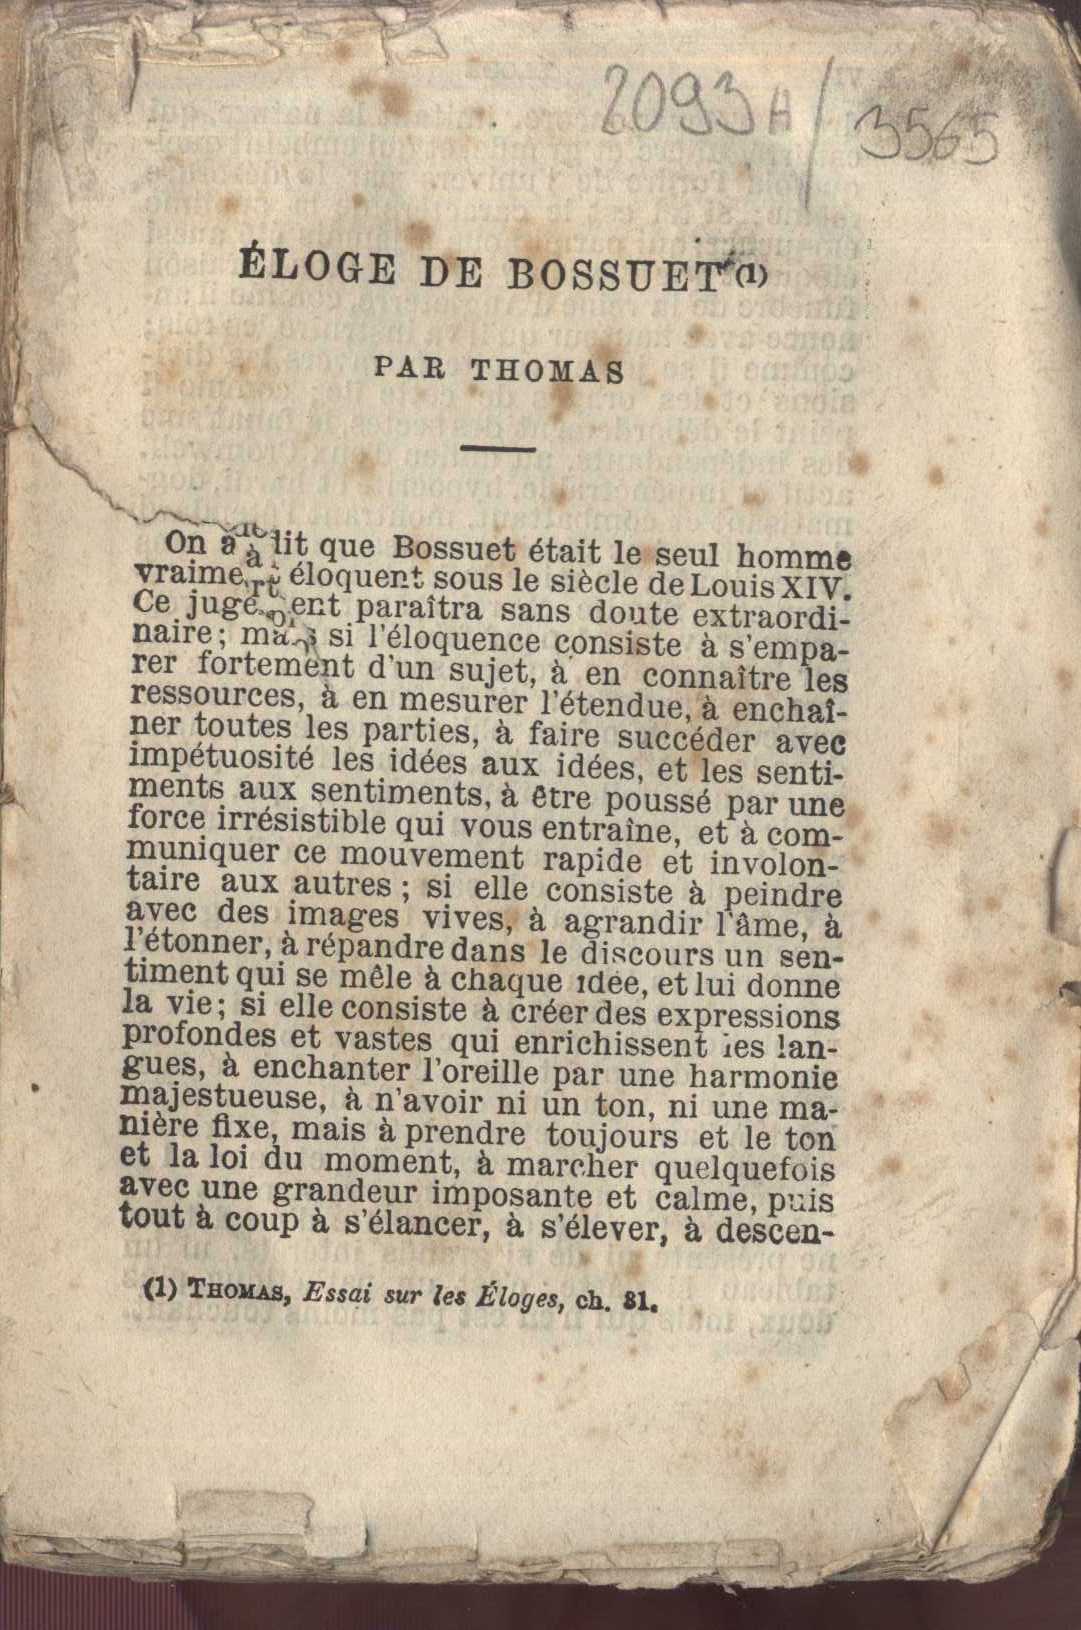 2093 H / 3565
ÉLOGE DE BOSSUET (1)
PAR THOMAS
On a dit que Bossuet était le seul homme
vraiment éloquent sous le siècle de Louis XIV.
Ce jugement paraîtra sans doute extraordi-
naire; mais si l'éloquence consiste à s'empa-
rer fortement d'un sujet, à en connaître les
ressources, à en mesurer l'étendue, à enchaî-
ner toutes les parties, à faire succéder avec
impétuosité les idées aux idées, et les senti-
ments aux sentiments, à être poussé par une
force irrésistible qui vous entraîne, et à com-
muniquer ce mouvement rapide et involon-
taire aux autres; si elle consiste à peindre
avec des images vives, à agrandir l'âme, à
l'étonner, à répandre dans le discours un sen-
timent qui se mêle à chaque idée, et lui donne
la vie; si elle consiste à créer des expressions
profondes et vastes qui enrichissent les lan-
gues, à enchanter l'oreille par une harmonie
majestueuse, à n'avoir ni un ton, ni une ma-
nière fixe, mais à prendre toujours et le ton
et la loi du moment, à marcher quelquefois
avec une grandeur imposante et calme, puis
tout à coup à s'élancer, à s'élever, à descen-
(1) THOMAS, Essai sur les Éloges, ch. 31.